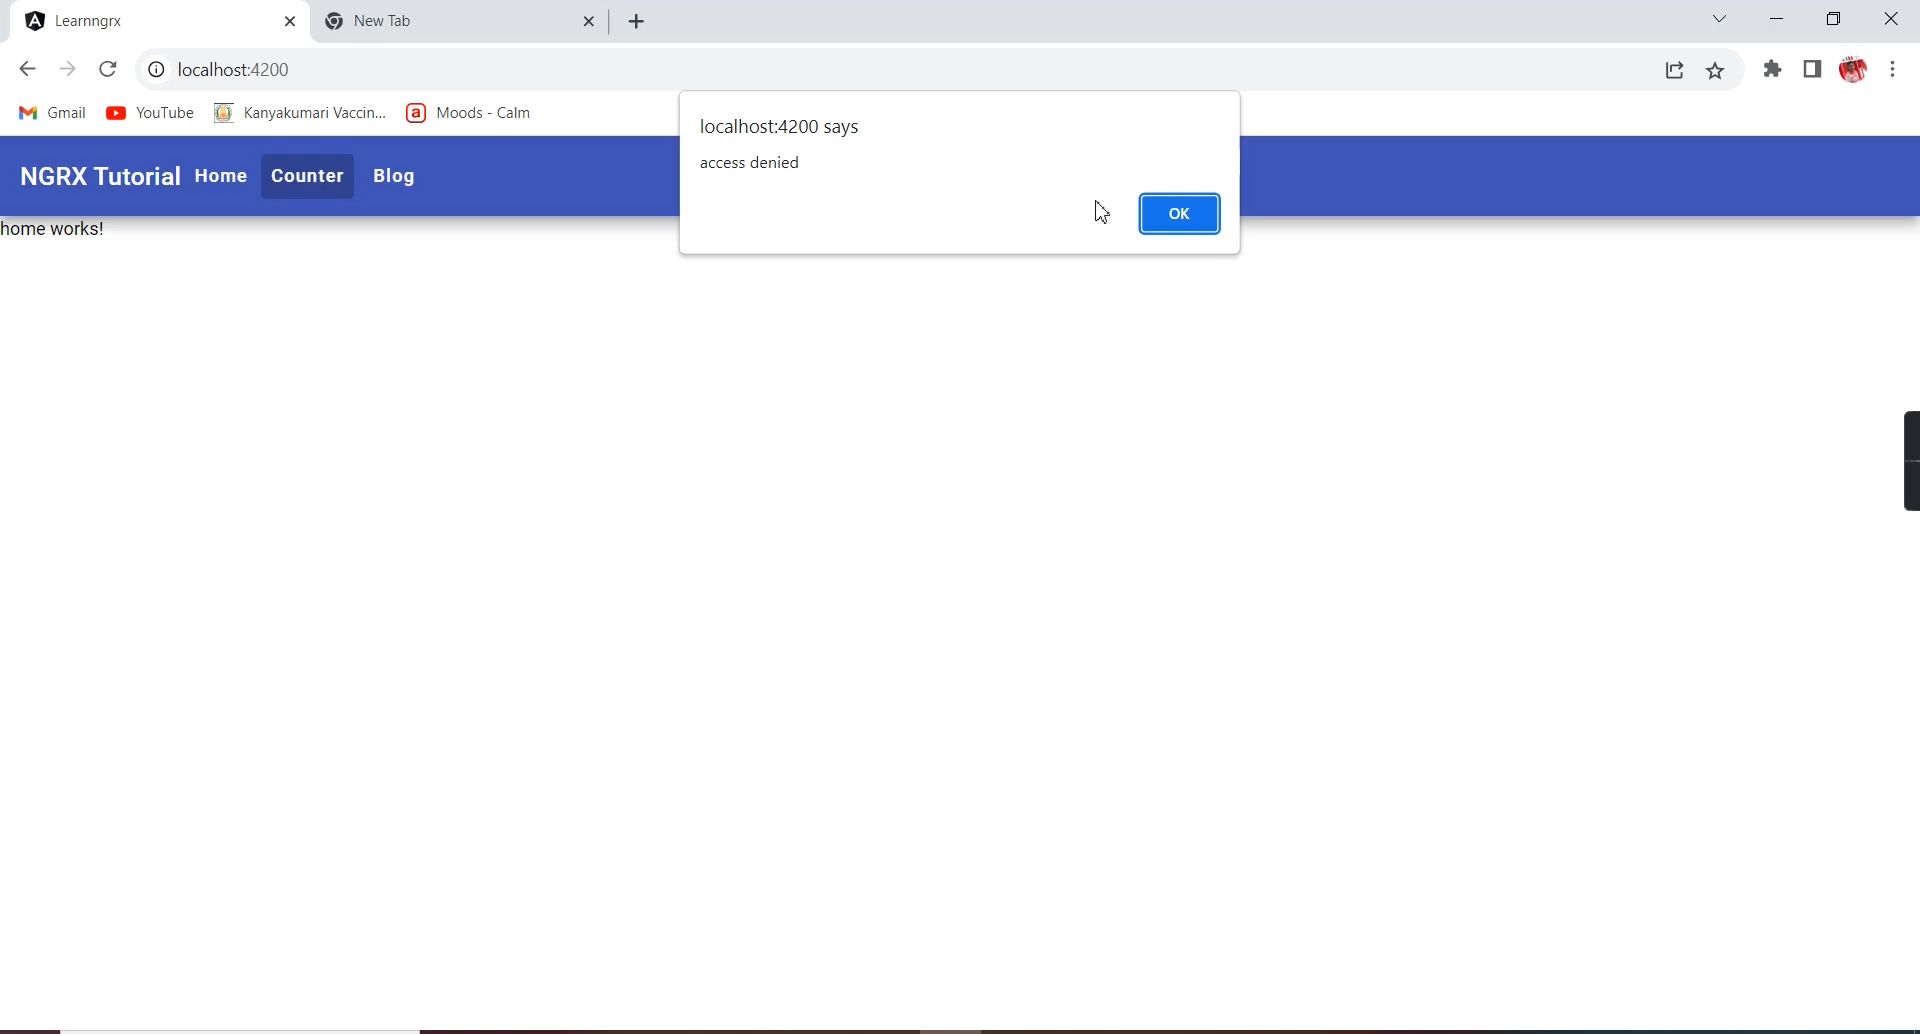 Learnngrx
New Tab
localhost:4200
Gmail
YouTube
Kanyakumari Vaccin...
Moods - Calm
localhost:4200 says
access denied
OK
NGRX Tutorial Home Counter Blog
home works!